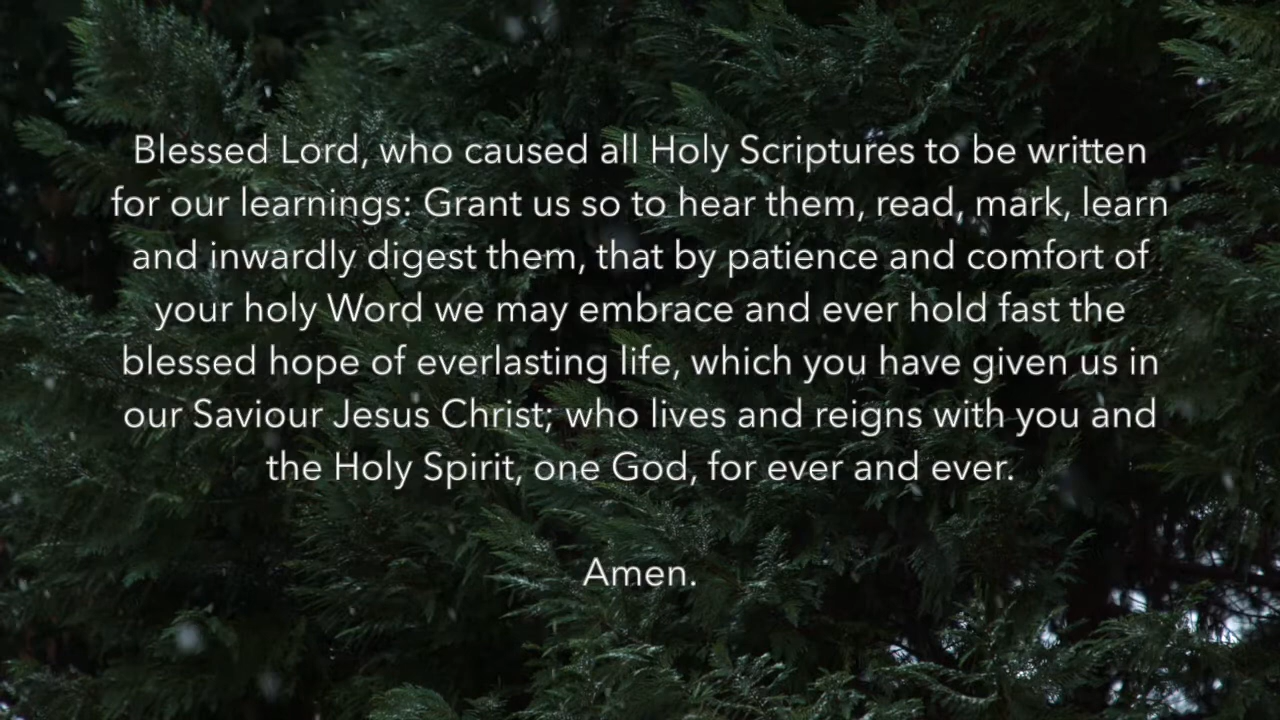 Blessed Lord, who caused all Holy Scriptures to be written
for our learnings: Grant us so to hear them, read, mark, learn
and inwardly digest them, that by patience and comfort of
your holy Word we may embrace and ever hold fast the
blessed hope of everlasting life, which you have given us in
our Saviour Jesus Christ; who lives and reigns with you and
the Holy Spirit, one God, for ever and ever.
Amen.